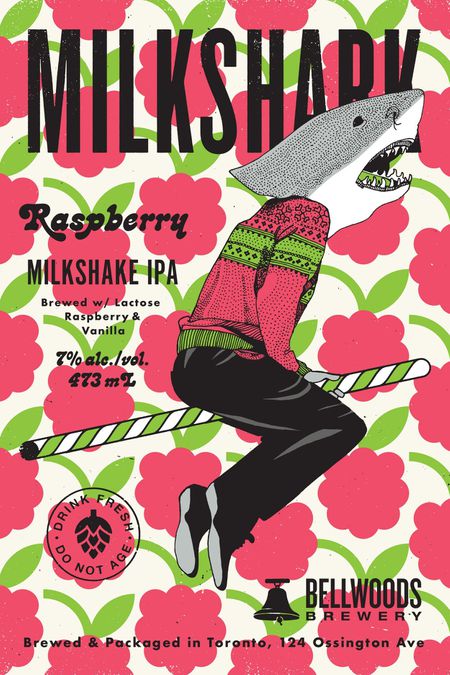 MILKSHARK
Raspberry
MILKSHAKE IPA
Brewed w/ Lactose
Raspberry &
Vanilla
7% alc./vol.
473 mL
DRINK FRESH
DO NOT AGE
BELLWOODS
BREWERY
Brewed & Packaged in Toronto, 124 Ossington Ave